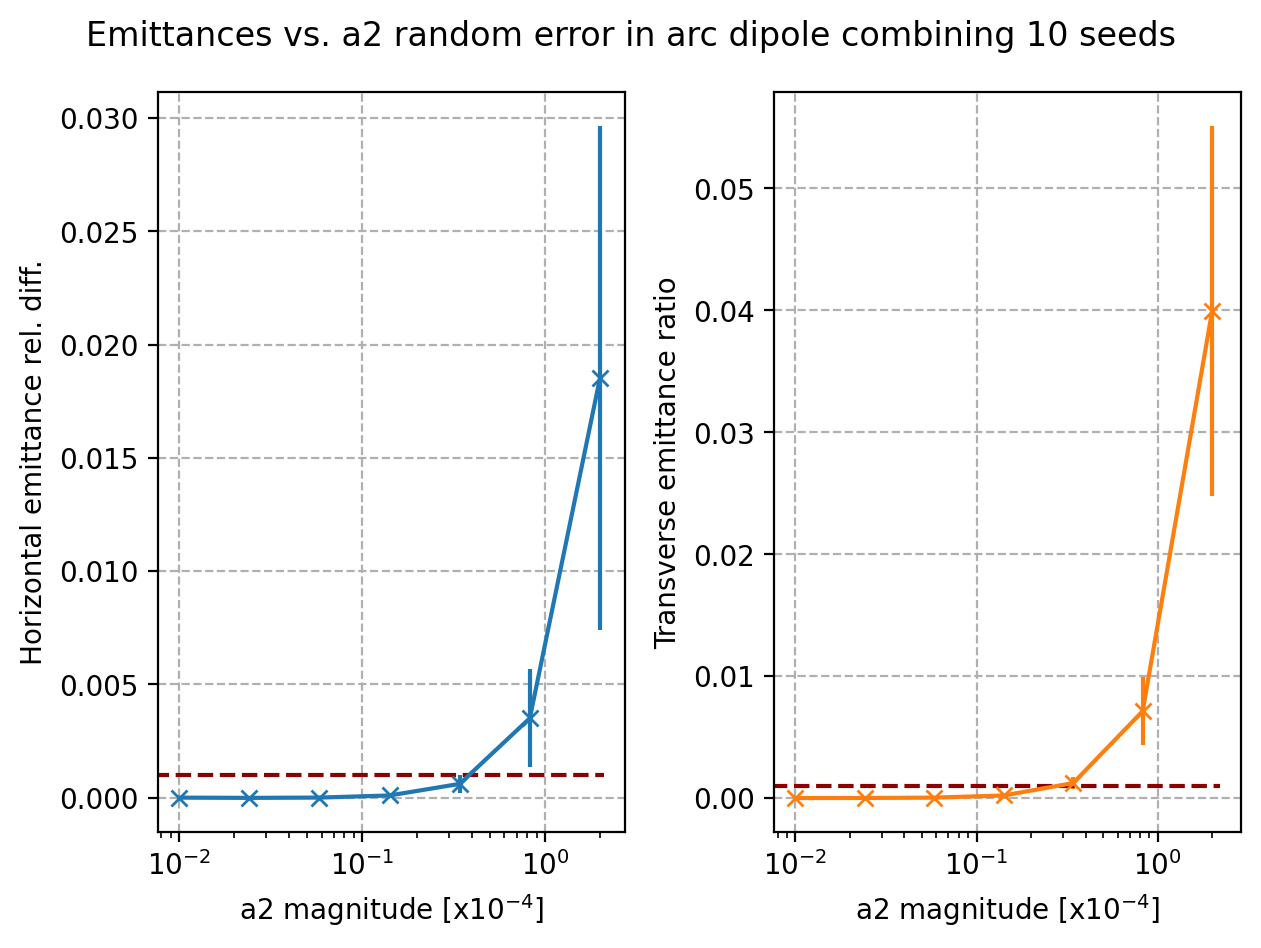 Emittances vs. a2 random error in arc dipole combining 10 seeds
Horizontal emittance rel. diff.
0.030
0.025
0.020
0.015
0.010
0.005
0.000
10⁻² 10⁻¹ 10⁰
a2 magnitude [x10⁻⁴]
Transverse emittance ratio
0.05
0.04
0.03
0.02
0.01
0.00
10⁻² 10⁻¹ 10⁰
a2 magnitude [x10⁻⁴]